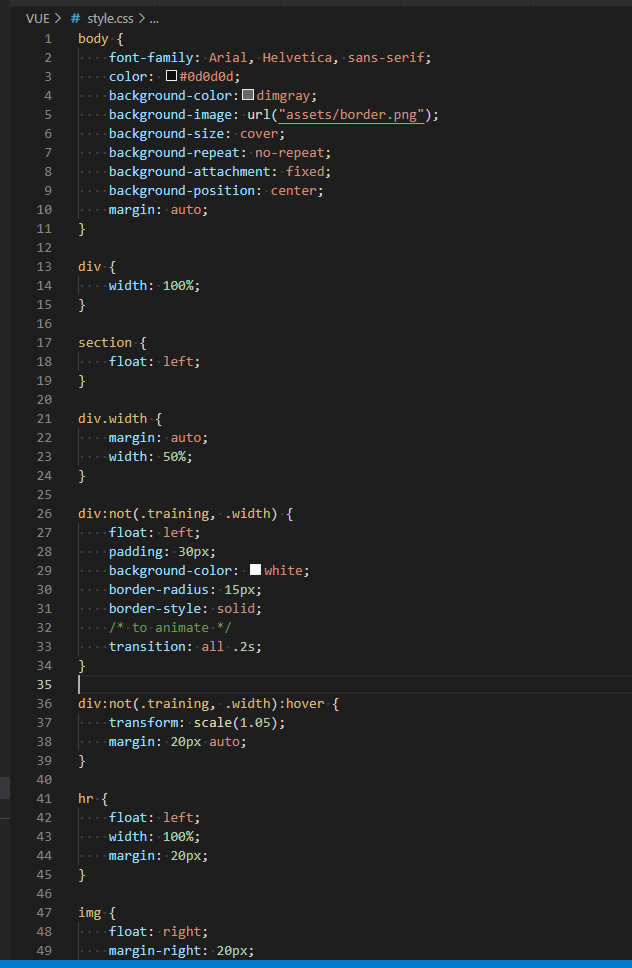 VUE > # style.css > ...
1 body {
2     font-family: Arial, Helvetica, sans-serif;
3     color: #0d0d0d;
4     background-color: dimgray;
5     background-image: url("assets/border.png");
6     background-size: cover;
7     background-repeat: no-repeat;
8     background-attachment: fixed;
9     background-position: center;
10     margin: auto;
11 }
12
13 div {
14     width: 100%;
15 }
16
17 section {
18     float: left;
19 }
20
21 div.width {
22     margin: auto;
23     width: 50%;
24 }
25
26 div:not(.training, .width) {
27     float: left;
28     padding: 30px;
29     background-color: white;
30     border-radius: 15px;
31     border-style: solid;
32     /* to animate */
33     transition: all .2s;
34 }
35
36 div:not(.training, .width):hover {
37     transform: scale(1.05);
38     margin: 20px auto;
39 }
40
41 hr {
42     float: left;
43     width: 100%;
44     margin: 20px;
45 }
46
47 img {
48     float: right;
49     margin-right: 20px;